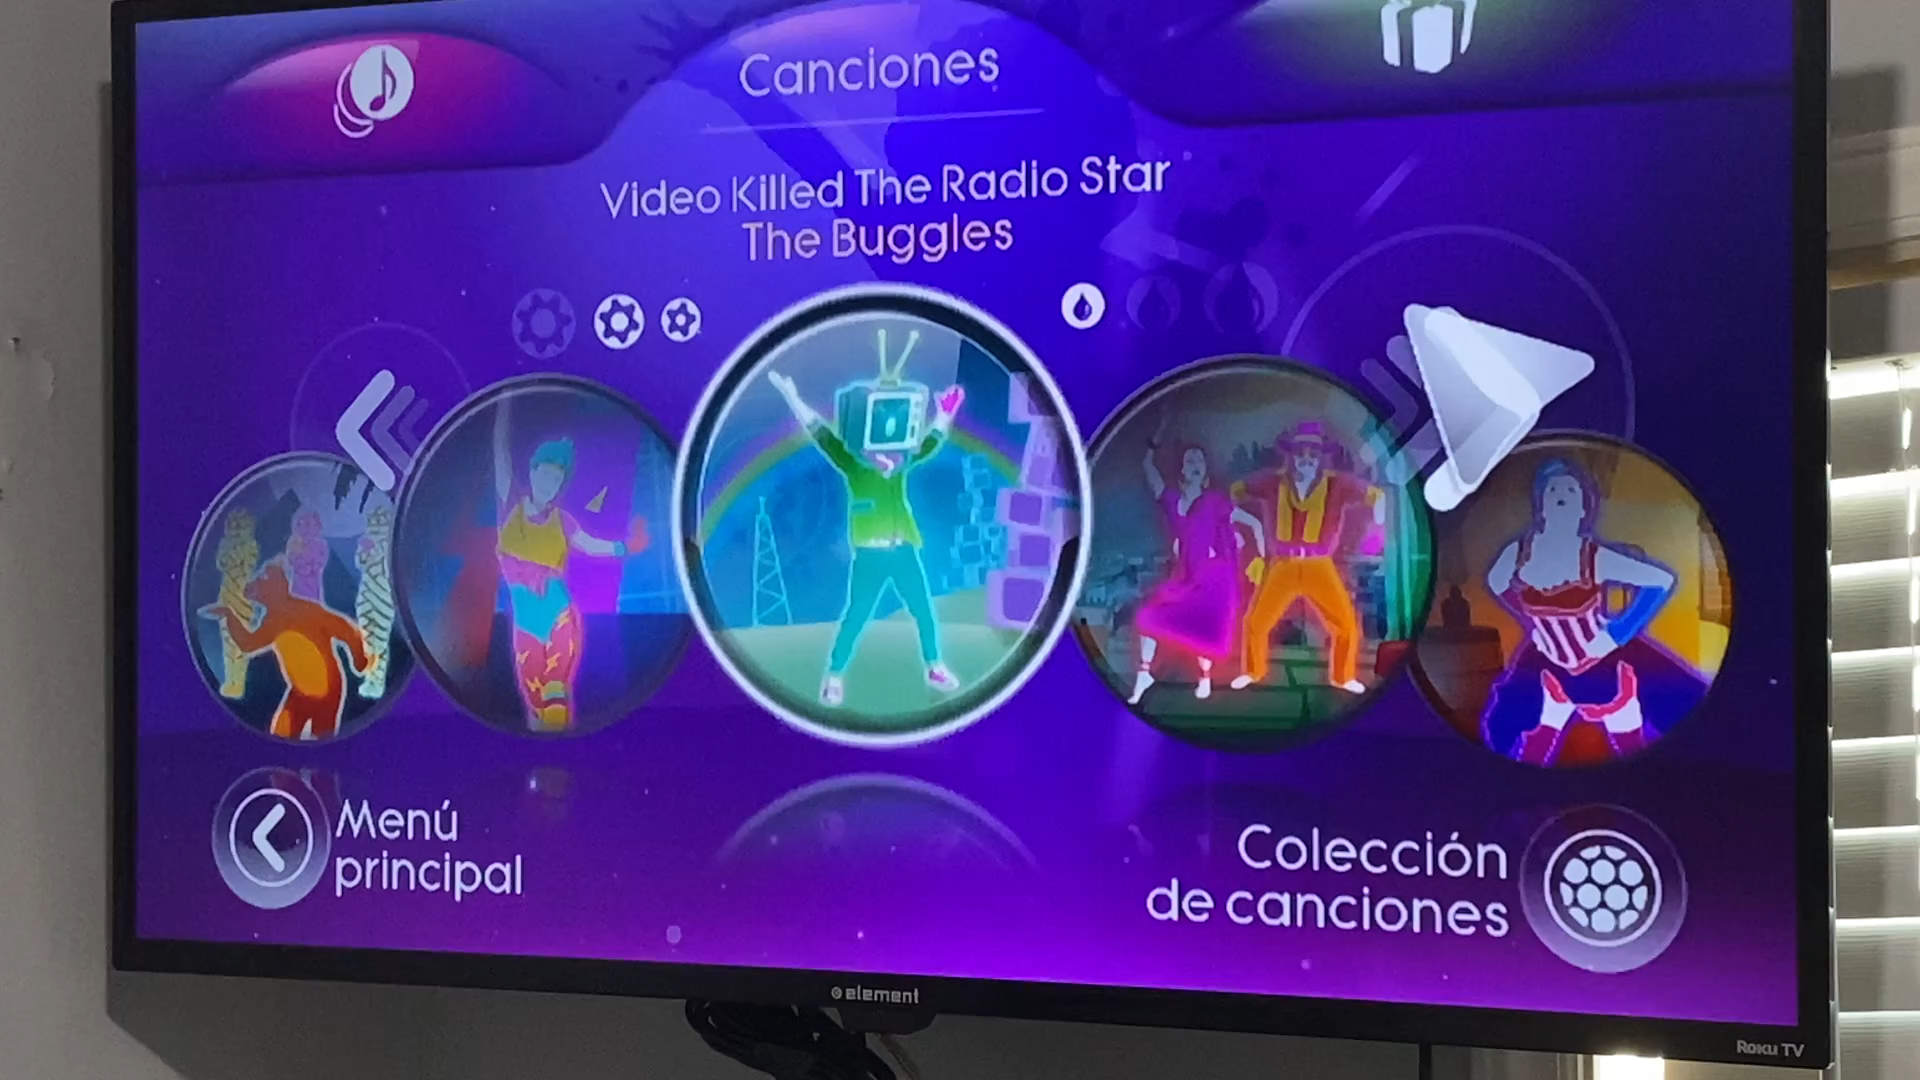 Canciones
Video Killed The Radio Star
The Buggles
Menú
principal
Colección
de canciones
element
Roku TV